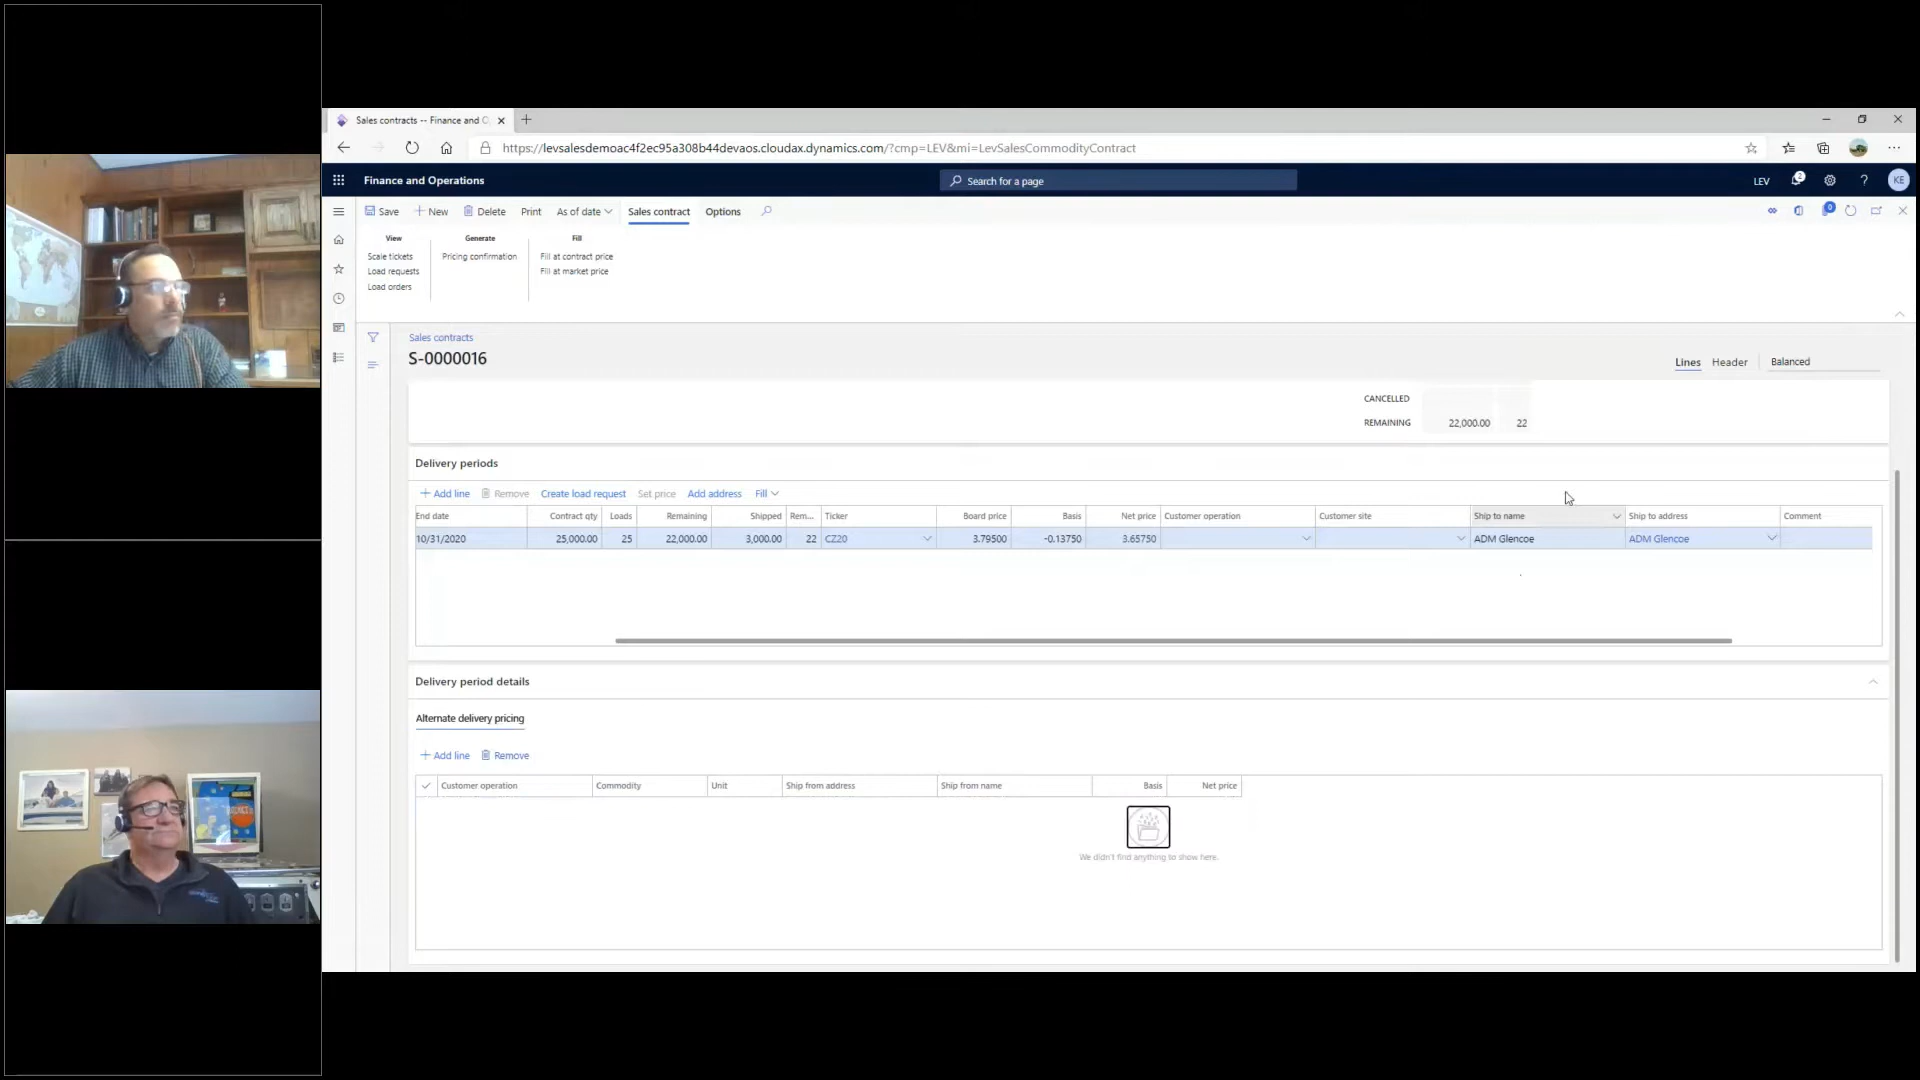 Sales contracts -- Finance and O
https://levsalesdemoac4f2ec95a308b44devaos.cloudax.dynamics.com/?cmp=LEV&mi=LevSalesCommodityContract
Finance and Operations
Search for a page
LEV
2
?
KE
Save
New
Delete
Print
As of date
Sales contract
Options
0
View
Generate
Fill
Scale tickets
Pricing confirmation
Fill at contract price
Load requests
Fill at market price
Load orders
Sales contracts
S-0000016
Lines
Header
Balanced
CANCELLED
REMAINING 22,000.00 22
Delivery periods
+ Add line
Remove
Create load request
Set price
Add address
Fill
End date Contract qty Loads Remaining Shipped Rem... Ticker Board price Basis Net price Customer operation Customer site Ship to name Ship to address Comment
10/31/2020 25,000.00 25 22,000.00 3,000.00 22 CZ20 3.79500 -0.13750 3.65750 ADM Glencoe ADM Glencoe
Delivery period details
Alternate delivery pricing
+ Add line
Remove
Customer operation Commodity Unit Ship from address Ship from name Basis Net price
We didn't find anything to show here.